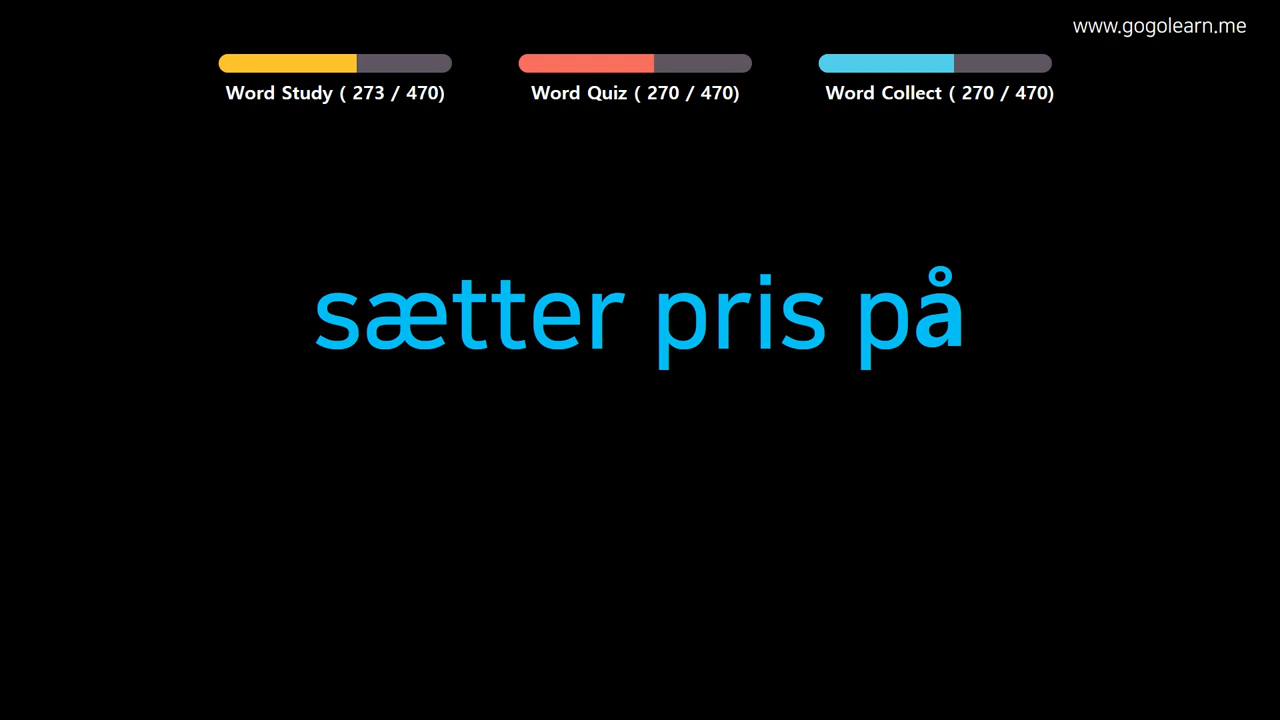 www.gogolearn.me
Word Study ( 273 / 470)
Word Quiz ( 270 / 470)
Word Collect ( 270 / 470)
sætter pris på